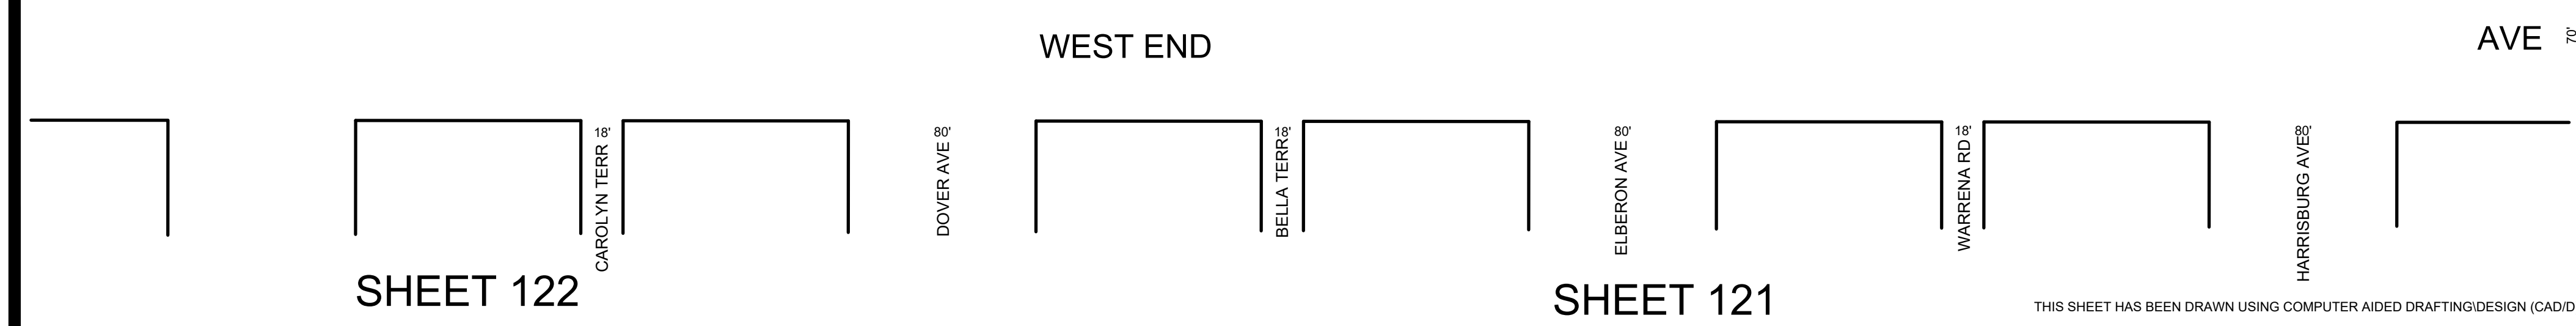 WEST END AVE 70'
CAROLYN TERR 18'
DOVER AVE 80'
BELLA TERR 18'
ELBERON AVE 80'
WARRENA RD 18'
HARRISBURG AVE 80'
SHEET 122
SHEET 121
THIS SHEET HAS BEEN DRAWN USING COMPUTER AIDED DRAFTING\DESIGN (CAD/D